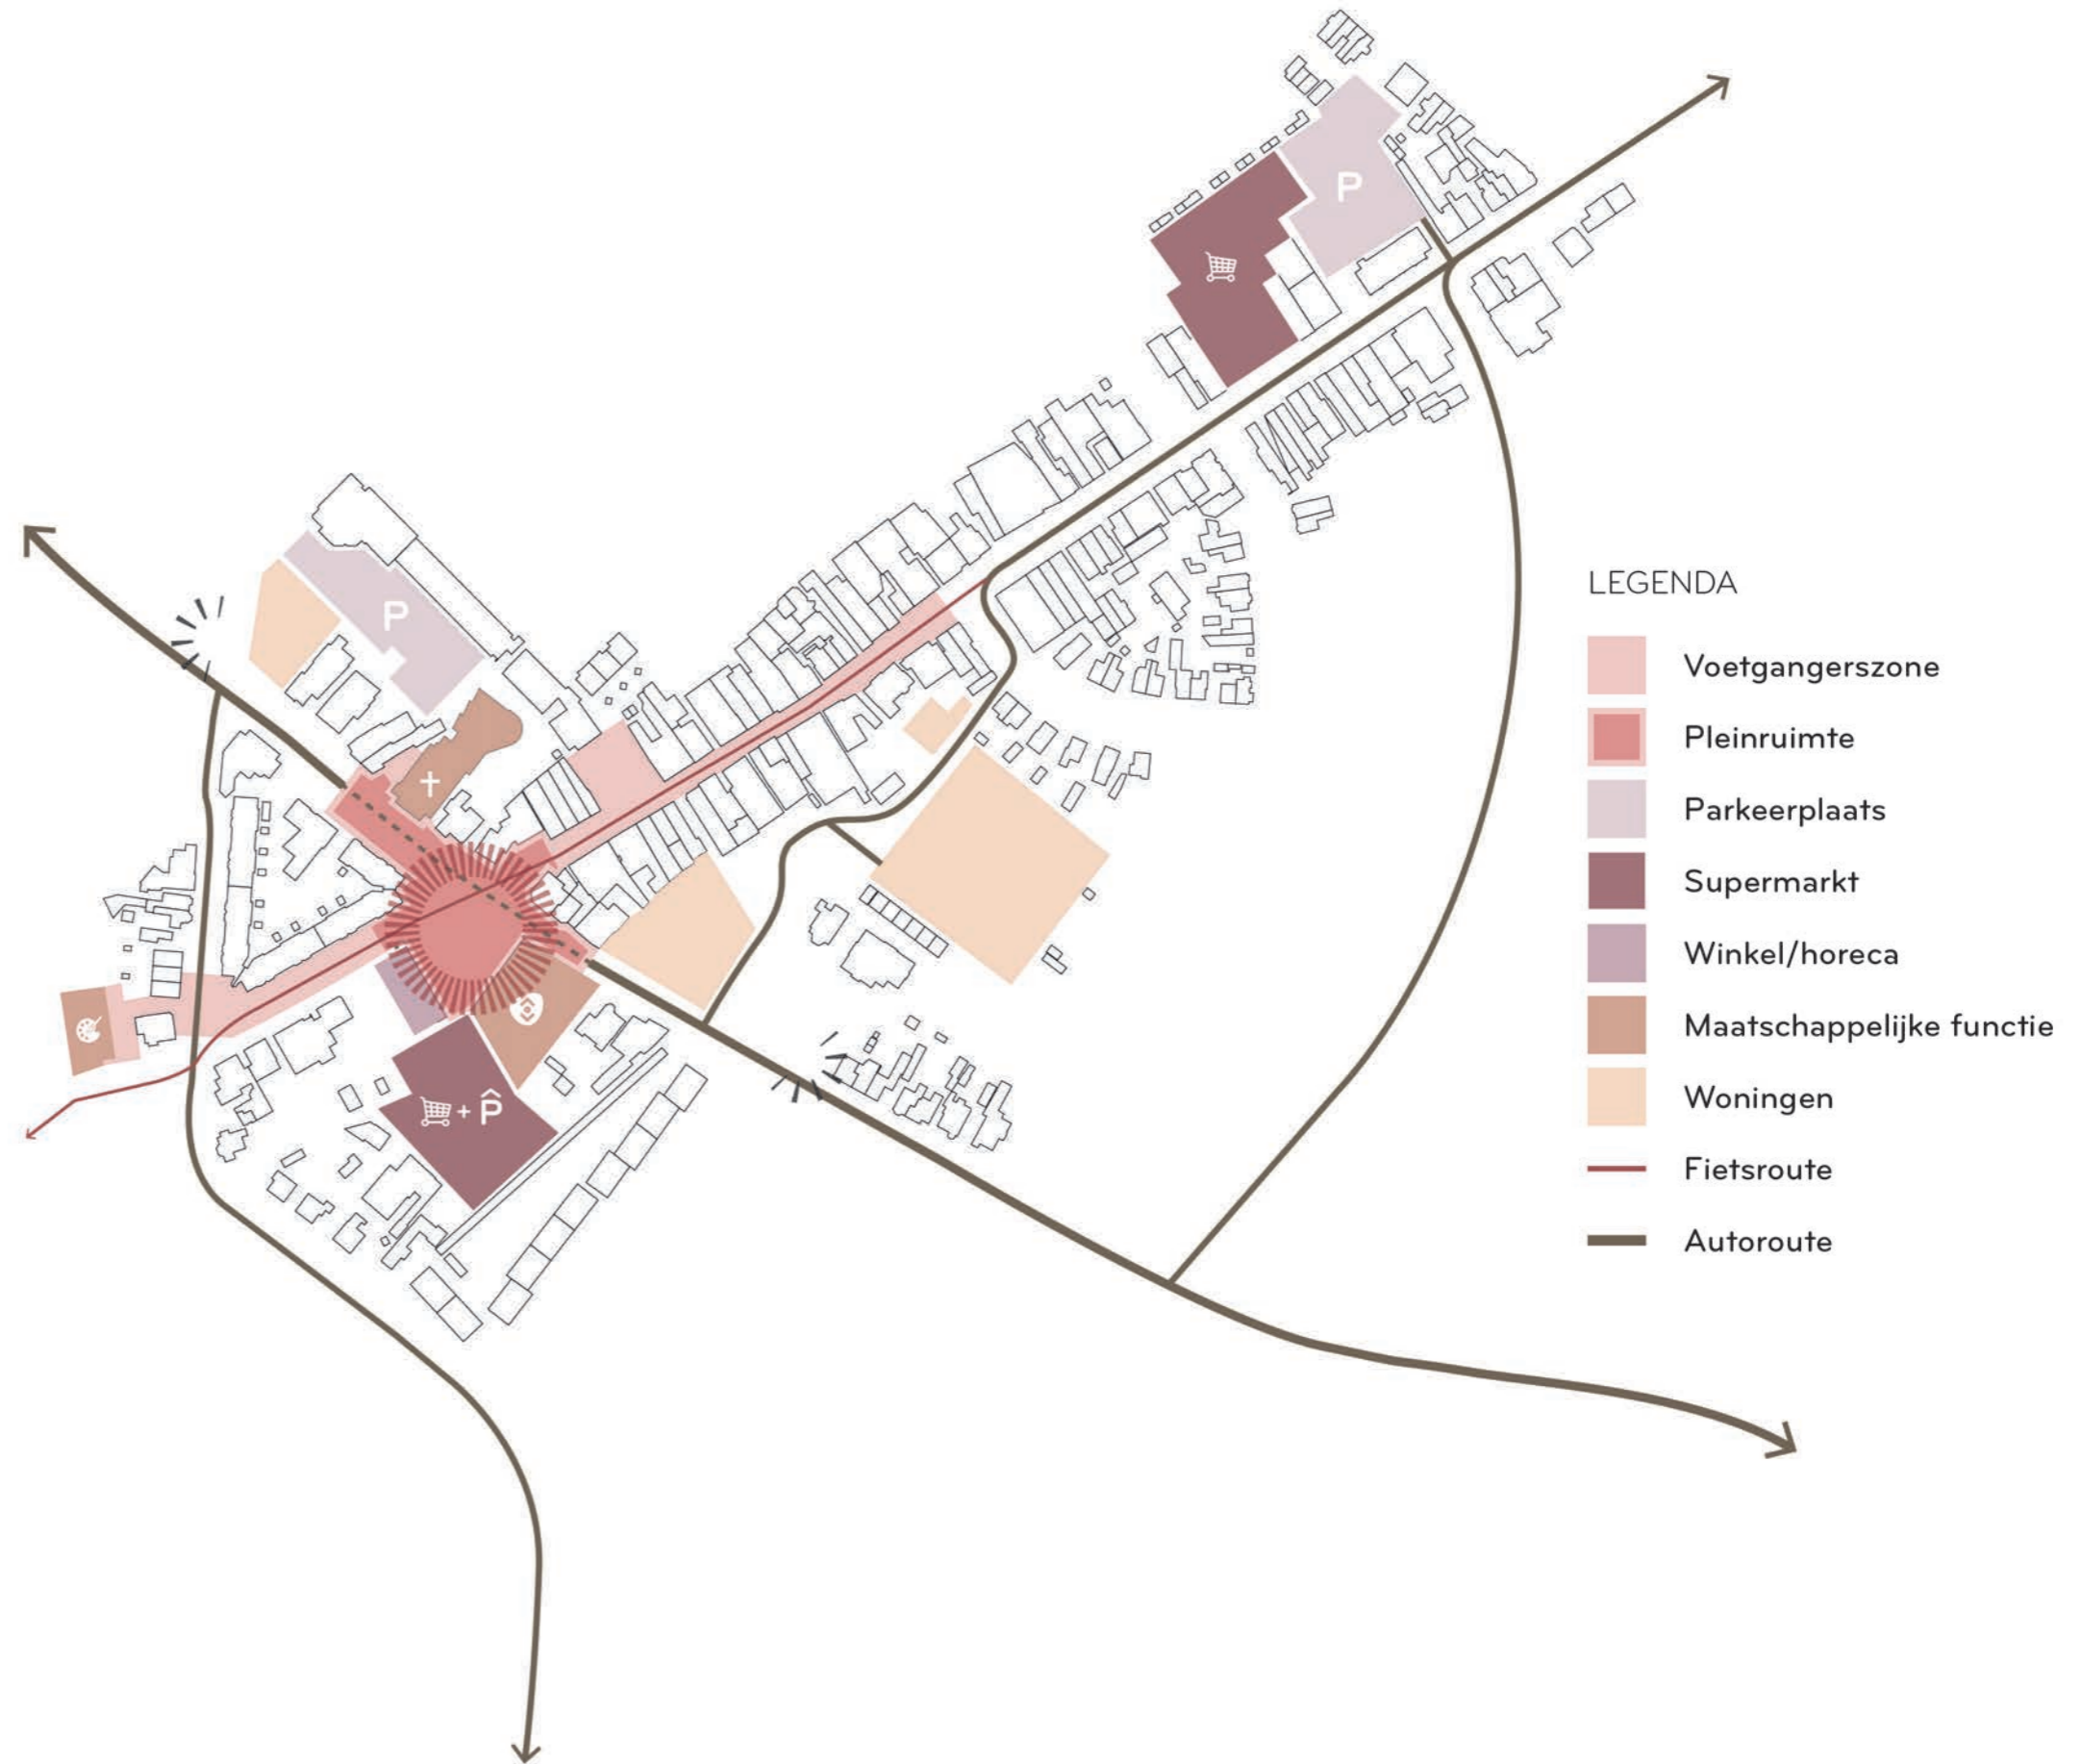 P
P
+ P̂
LEGENDA
Voetgangerszone
Pleinruimte
Parkeerplaats
Supermarkt
Winkel/horeca
Maatschappelijke functie
Woningen
Fietsroute
Autoroute